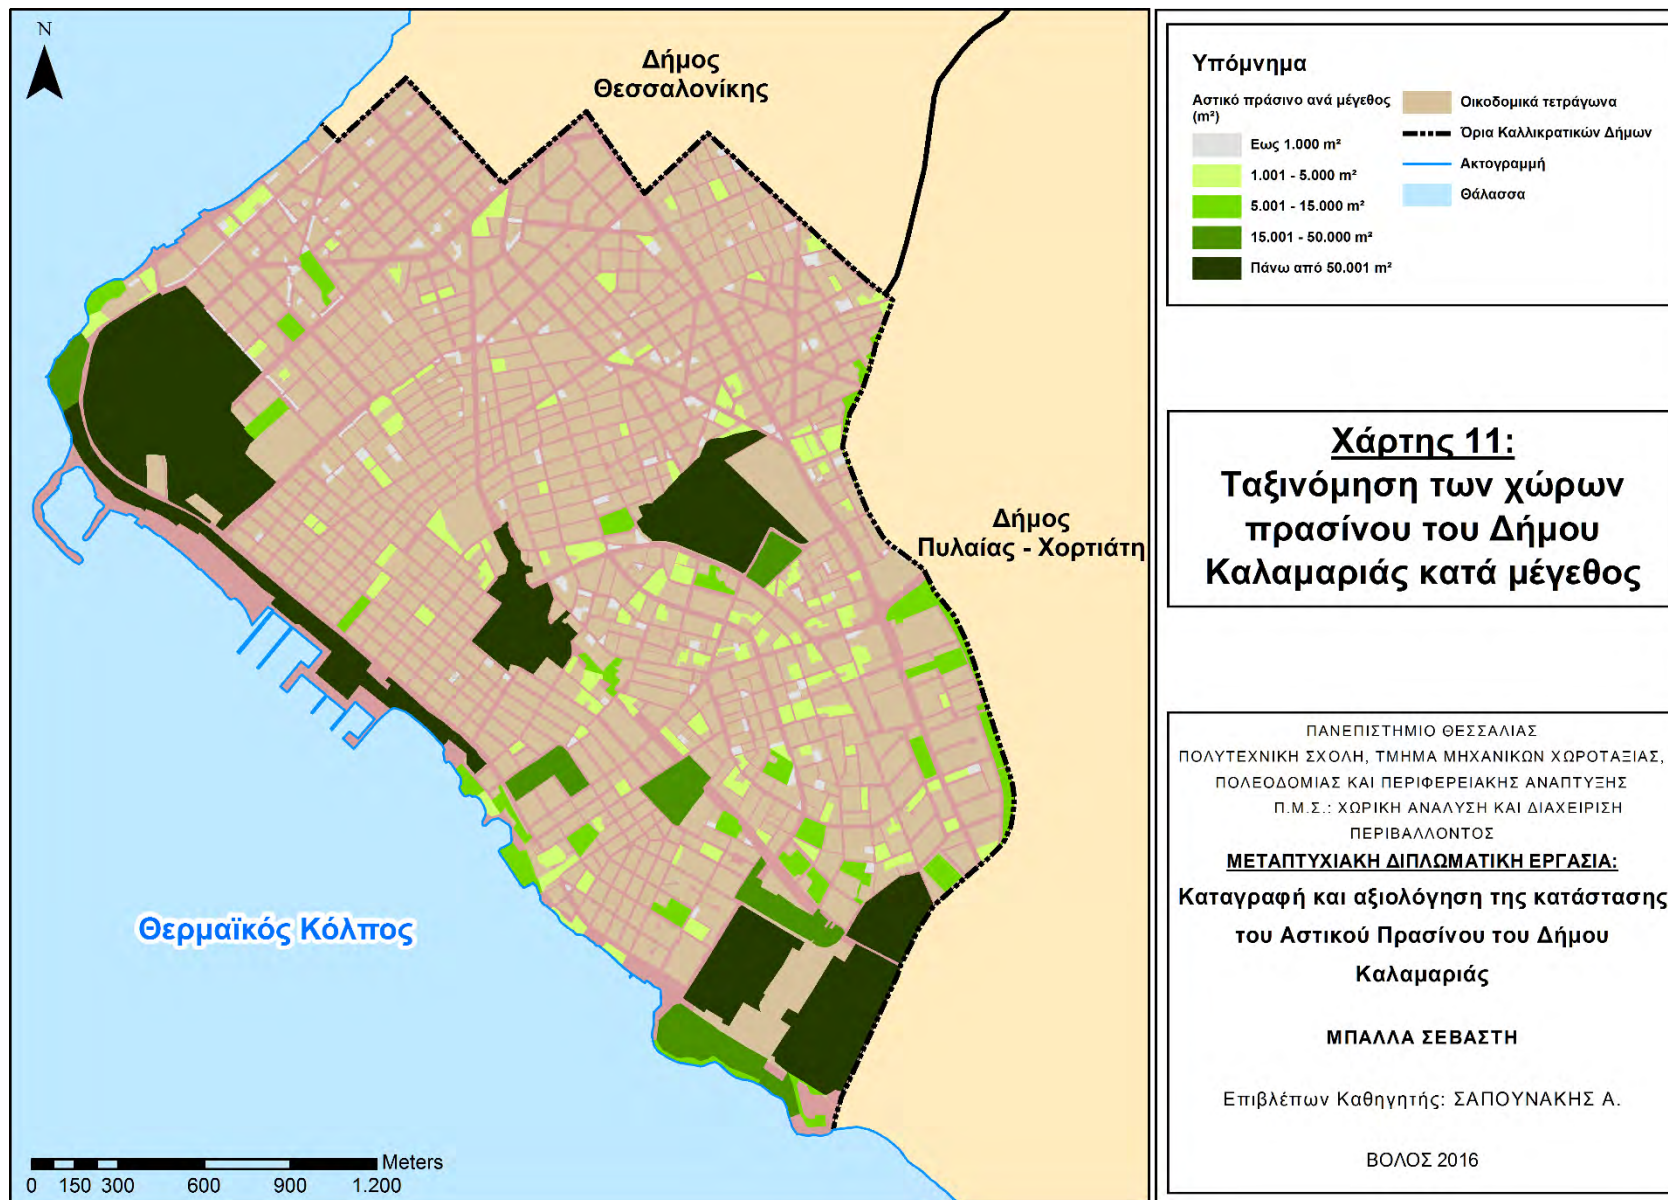 N
Δήμος
Θεσσαλονίκης
Δήμος
Πυλαίας - Χορτιάτη
Θερμαϊκός Κόλπος
Meters
0 150 300 600 900 1.200
Υπόμνημα
Αστικό πράσινο ανά μέγεθος
(m²)
Εως 1.000 m²
1.001 - 5.000 m²
5.001 - 15.000 m²
15.001 - 50.000 m²
Πάνω από 50.001 m²
Οικοδομικά τετράγωνα
Όρια Καλλικρατικών Δήμων
Ακτογραμμή
Θάλασσα
Χάρτης 11:
Ταξινόμηση των χώρων
πρασίνου του Δήμου
Καλαμαριάς κατά μέγεθος
ΠΑΝΕΠΙΣΤΗΜΙΟ ΘΕΣΣΑΛΙΑΣ
ΠΟΛΥΤΕΧΝΙΚΗ ΣΧΟΛΗ, ΤΜΗΜΑ ΜΗΧΑΝΙΚΩΝ ΧΩΡΟΤΑΞΙΑΣ,
ΠΟΛΕΟΔΟΜΙΑΣ ΚΑΙ ΠΕΡΙΦΕΡΕΙΑΚΗΣ ΑΝΑΠΤΥΞΗΣ
Π.Μ.Σ.: ΧΩΡΙΚΗ ΑΝΑΛΥΣΗ ΚΑΙ ΔΙΑΧΕΙΡΙΣΗ
ΠΕΡΙΒΑΛΛΟΝΤΟΣ
ΜΕΤΑΠΤΥΧΙΑΚΗ ΔΙΠΛΩΜΑΤΙΚΗ ΕΡΓΑΣΙΑ:
Καταγραφή και αξιολόγηση της κατάστασης
του Αστικού Πρασίνου του Δήμου
Καλαμαριάς
ΜΠΑΛΛΑ ΣΕΒΑΣΤΗ
Επιβλέπων Καθηγητής: ΣΑΠΟΥΝΑΚΗΣ Α.
ΒΟΛΟΣ 2016